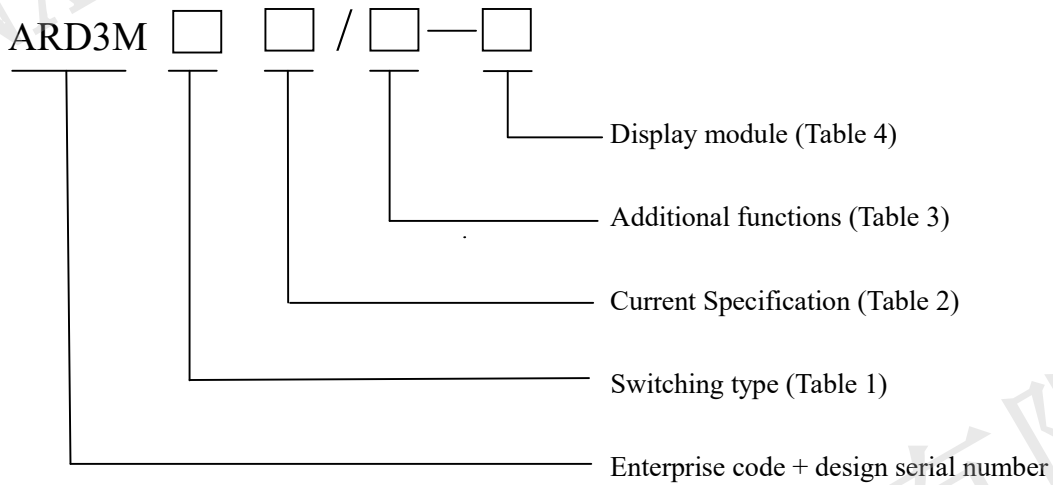 ARD3M □ □ / □ — □
Display module (Table 4)
Additional functions (Table 3)
Current Specification (Table 2)
Switching type (Table 1)
Enterprise code + design serial number